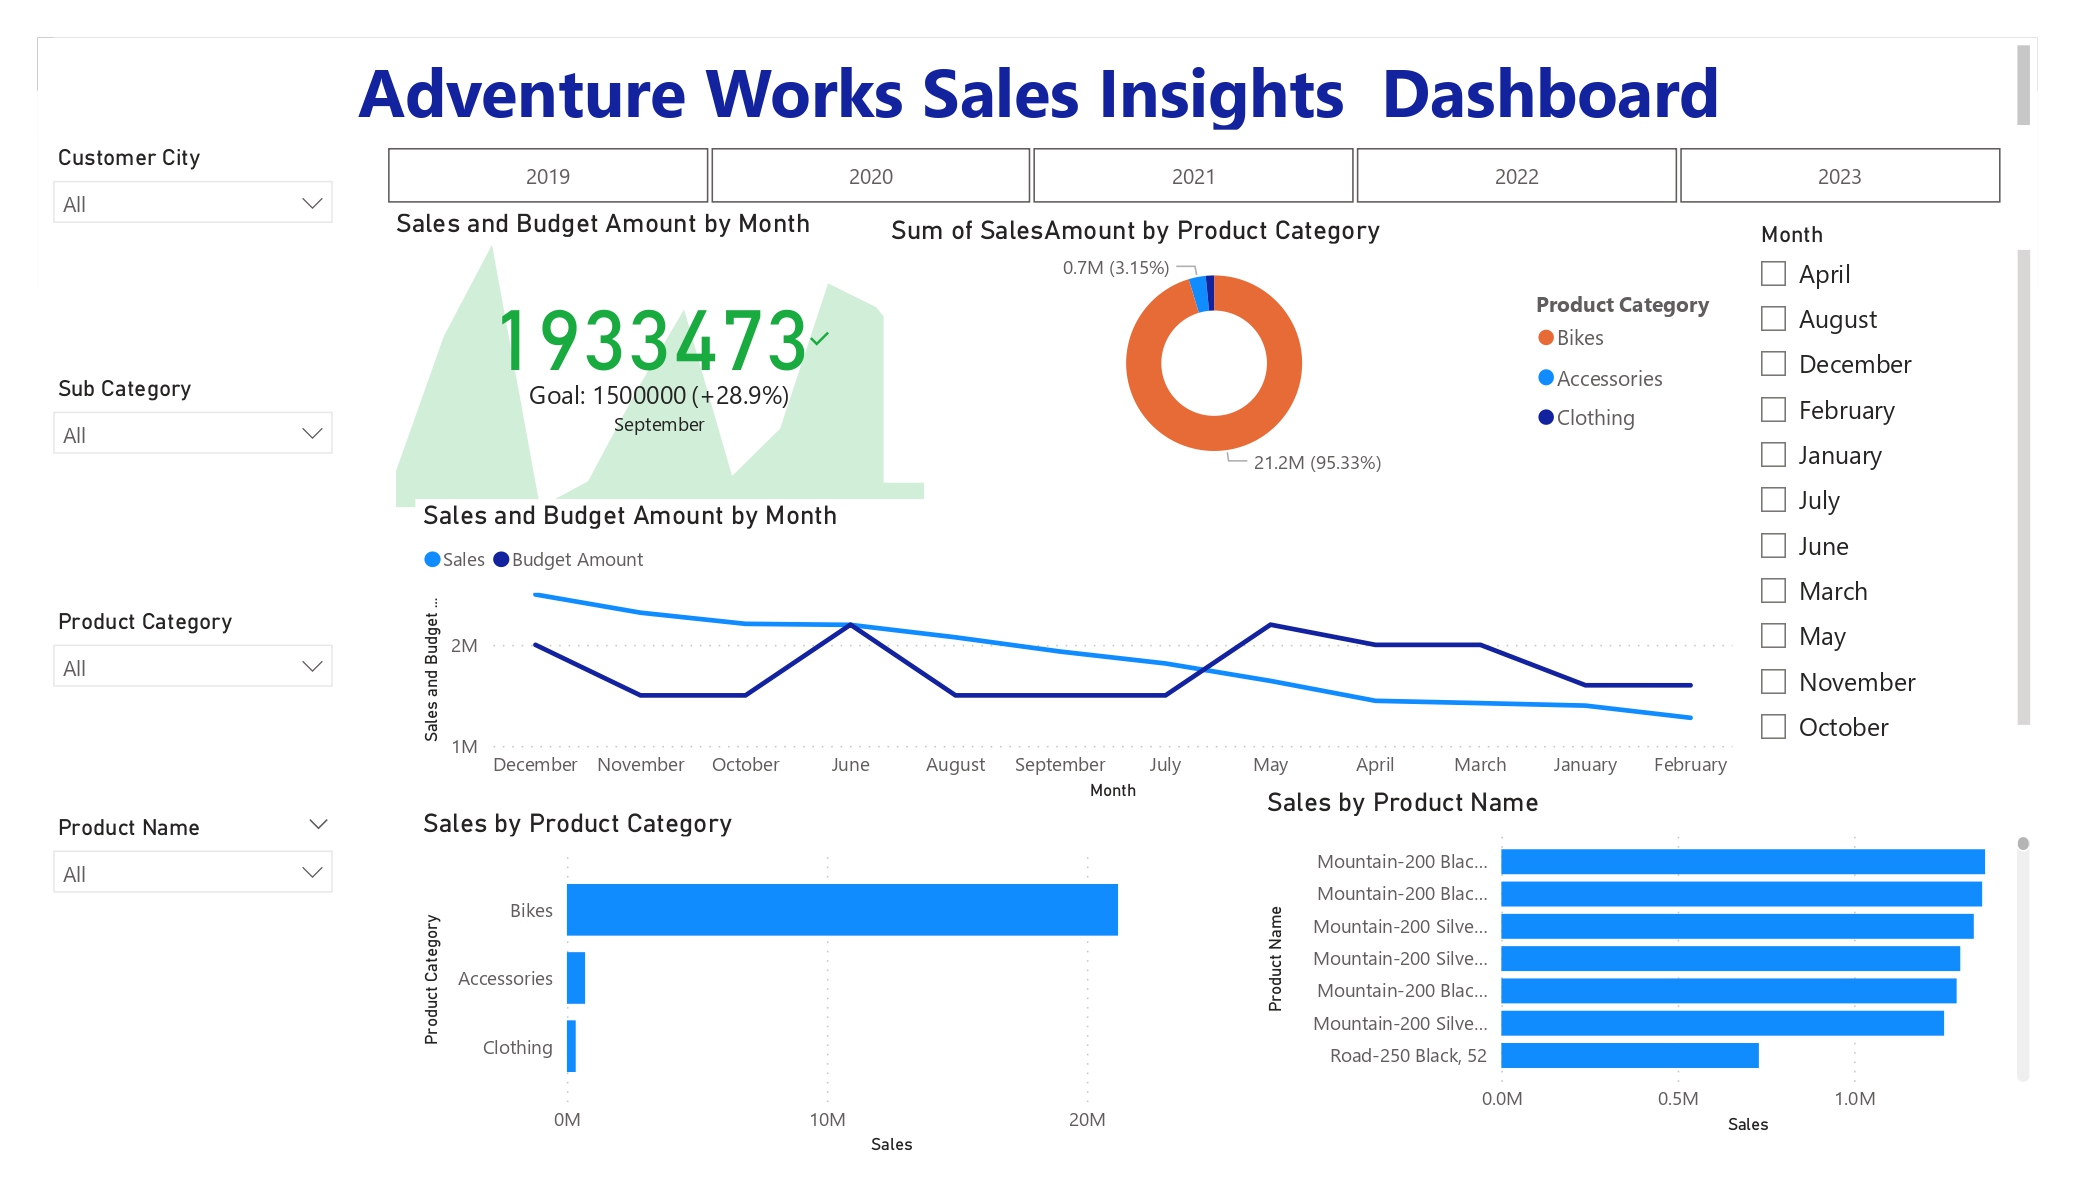 Adventure Works Sales Insights  Dashboard
Customer City
All
Sub Category
All
Product Category
All
Product Name
All
2019
2020
2021
2022
2023
Sales and Budget Amount by Month
1933473
Goal: 1500000 (+28.9%)
September
Sum of SalesAmount by Product Category
0.7M (3.15%)
21.2M (95.33%)
Product Category
Bikes
Accessories
Clothing
Month
April
August
December
February
January
July
June
March
May
November
October
Sales and Budget Amount by Month
Sales Budget Amount
Sales and Budget ...
2M
1M
December November October June August September July May April March January February
Month
Sales by Product Category
Product Category
Bikes
Accessories
Clothing
0M 10M 20M
Sales
Sales by Product Name
Product Name
Mountain-200 Blac...
Mountain-200 Blac...
Mountain-200 Silve...
Mountain-200 Silve...
Mountain-200 Blac...
Mountain-200 Silve...
Road-250 Black, 52
0.0M 0.5M 1.0M
Sales